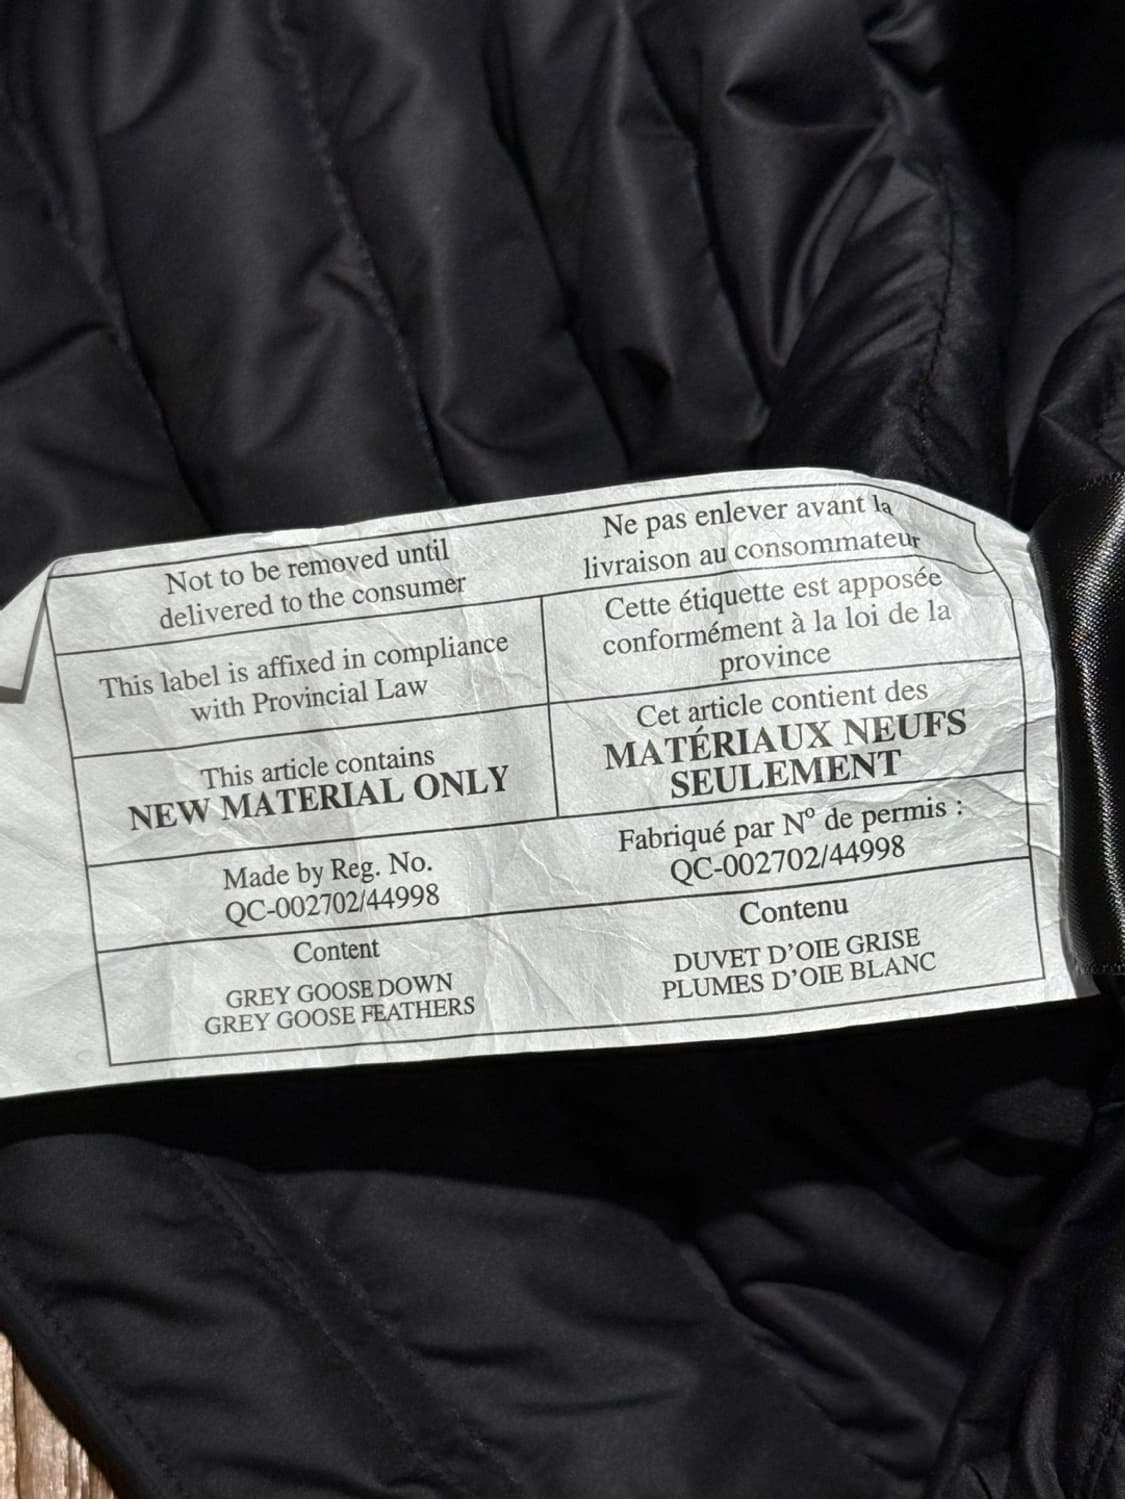 Not to be removed until
delivered to the consumer
Ne pas enlever avant la
livraison au consommateur
This label is affixed in compliance
with Provincial Law
Cette étiquette est apposée
conformément à la loi de la
province
This article contains
NEW MATERIAL ONLY
Cet article contient des
MATÉRIAUX NEUFS
SEULEMENT
Made by Reg. No.
QC-002702/44998
Fabriqué par Nº de permis :
QC-002702/44998
Content
GREY GOOSE DOWN
GREY GOOSE FEATHERS
Contenu
DUVET D'OIE GRISE
PLUMES D'OIE BLANC